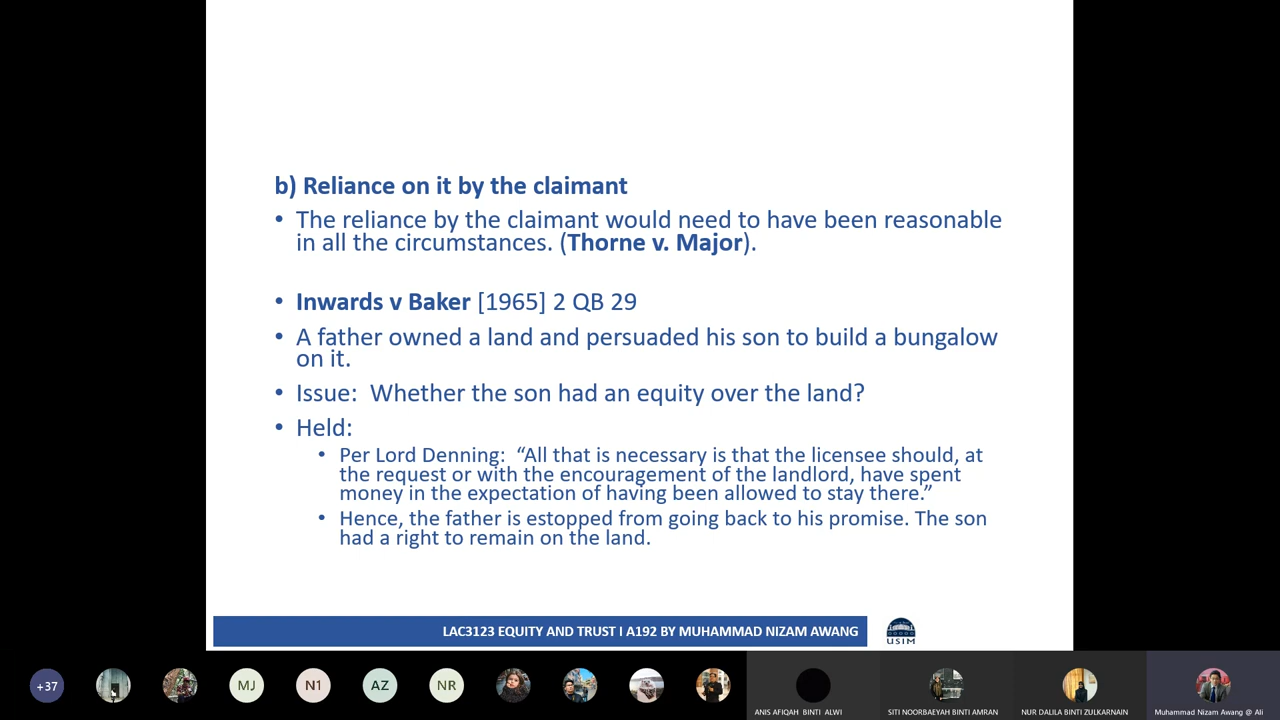 b) Reliance on it by the claimant
• The reliance by the claimant would need to have been reasonable
in all the circumstances. (Thorne v. Major).
• Inwards v Baker [1965] 2 QB 29
• A father owned a land and persuaded his son to build a bungalow
on it.
• Issue: Whether the son had an equity over the land?
• Held:
• Per Lord Denning: “All that is necessary is that the licensee should, at
the request or with the encouragement of the landlord, have spent
money in the expectation of having been allowed to stay there.”
• Hence, the father is estopped from going back to his promise. The son
had a right to remain on the land.
LAC3123 EQUITY AND TRUST I A192 BY MUHAMMAD NIZAM AWANG
USIM
+37
MJ
N1
AZ
NR
ANIS AFIQAH BINTI ALWI
SITI NOORBAEYAH BINTI AMRAN
NUR DALILA BINTI ZULKARNAIN
Muhammad Nizam Awang @ Ali